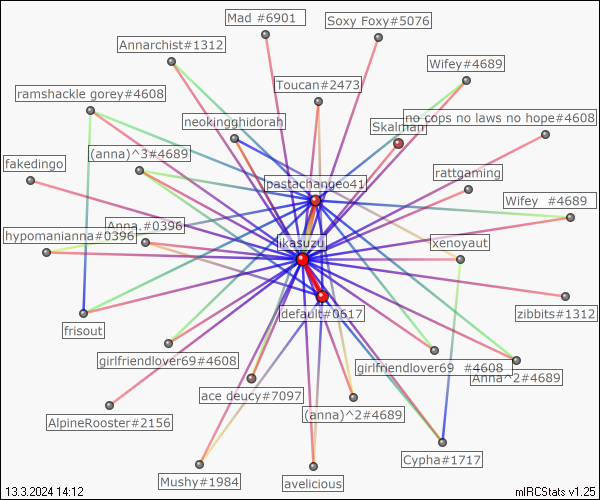 Mad #6901
Soxy Foxy#5076
Annarchist#1312
Wifey#4689
Toucan#2473
ramshackle gorey#4608
no cops no laws no hope#4608
neokingghidorah
Skalman
(anna)^3#4689
fakedingo
rattgaming
pastachangeo41
Wifey  #4689
Anna.#0396
hypomanianna#0396
ikasuzu
xenoyaut
zibbits#1312
default#0617
frisout
girlfriendlover69#4608
girlfriendlover69  #4608
Anna^2#4689
ace deucy#7097
(anna)^2#4689
AlpineRooster#2156
Cypha#1717
Mushy#1984
avelicious
13.3.2024 14:12
mIRCStats v1.25